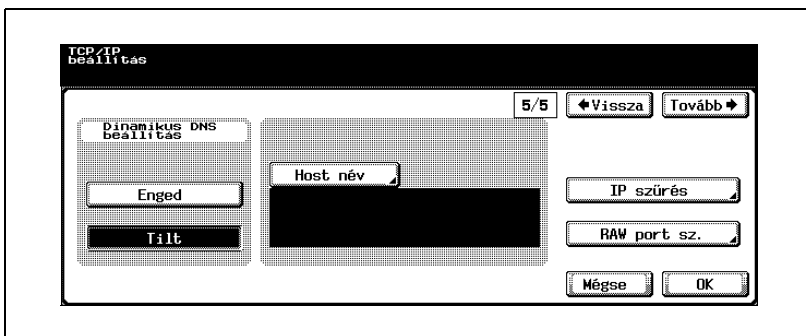 TCP/IP
beállítás
5/5
Vissza
Tovább
Dinamikus DNS
beállítás
Enged
Tilt
Host név
IP szűrés
RAW port sz.
Mégse
OK